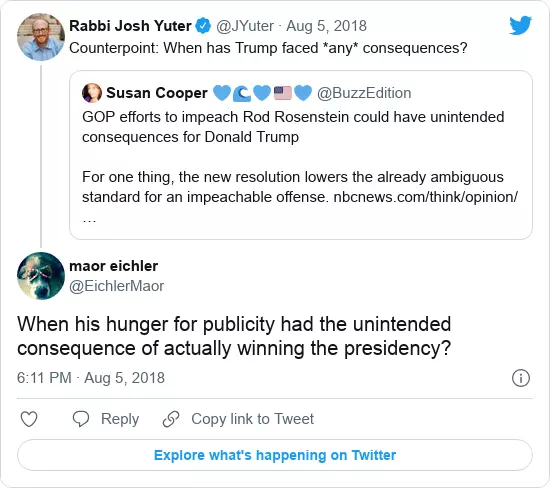 Rabbi Josh Yuter @JYuter · Aug 5, 2018
Counterpoint: When has Trump faced *any* consequences?
Susan Cooper 💙🌊💙🇺🇸💙 @BuzzEdition
GOP efforts to impeach Rod Rosenstein could have unintended
consequences for Donald Trump
For one thing, the new resolution lowers the already ambiguous
standard for an impeachable offense. nbcnews.com/think/opinion/
…
maor eichler
@EichlerMaor
When his hunger for publicity had the unintended
consequence of actually winning the presidency?
6:11 PM · Aug 5, 2018
Reply Copy link to Tweet
Explore what's happening on Twitter